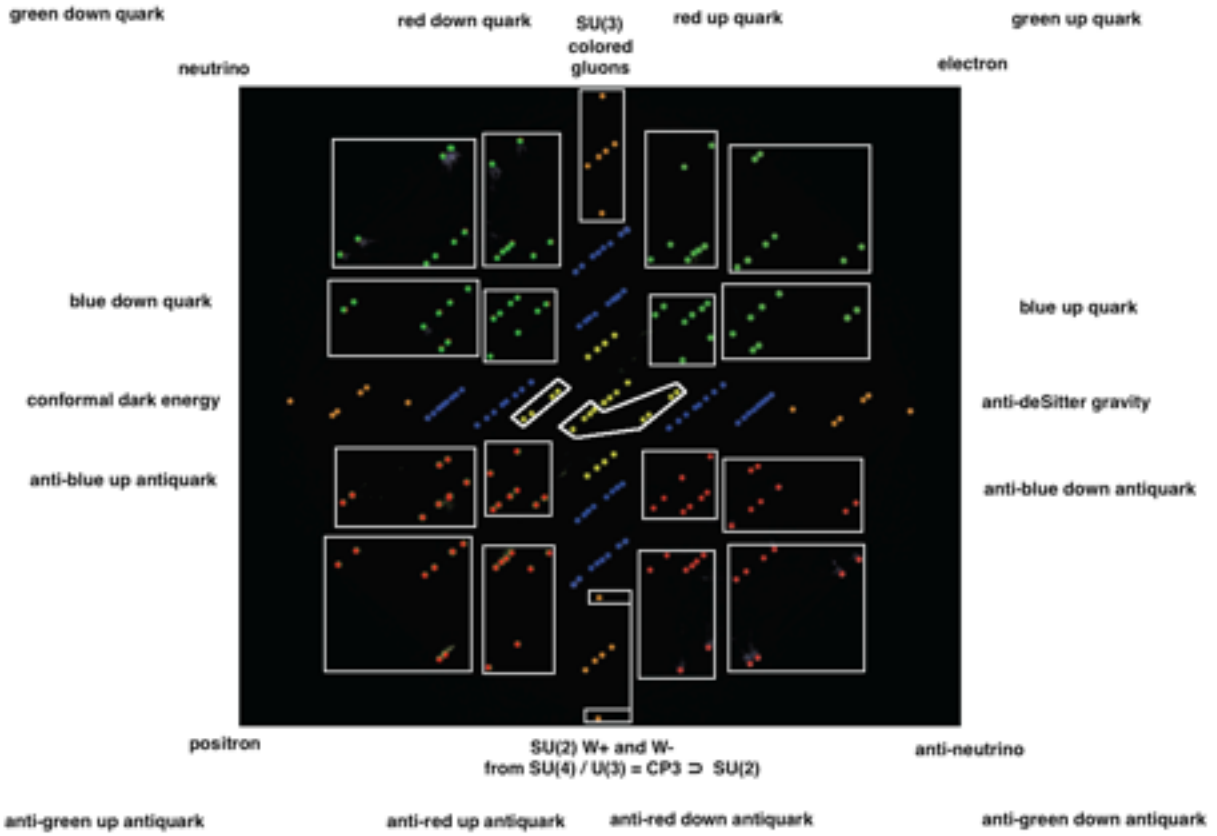 green down quark
red down quark
SU(3)
colored
gluons
red up quark
green up quark
neutrino
electron
blue down quark
blue up quark
conformal dark energy
anti-deSitter gravity
anti-blue up antiquark
anti-blue down antiquark
positron
SU(2) W+ and W-
from SU(4) / U(3) = CP3 ⊃ SU(2)
anti-neutrino
anti-green up antiquark
anti-red up antiquark
anti-red down antiquark
anti-green down antiquark